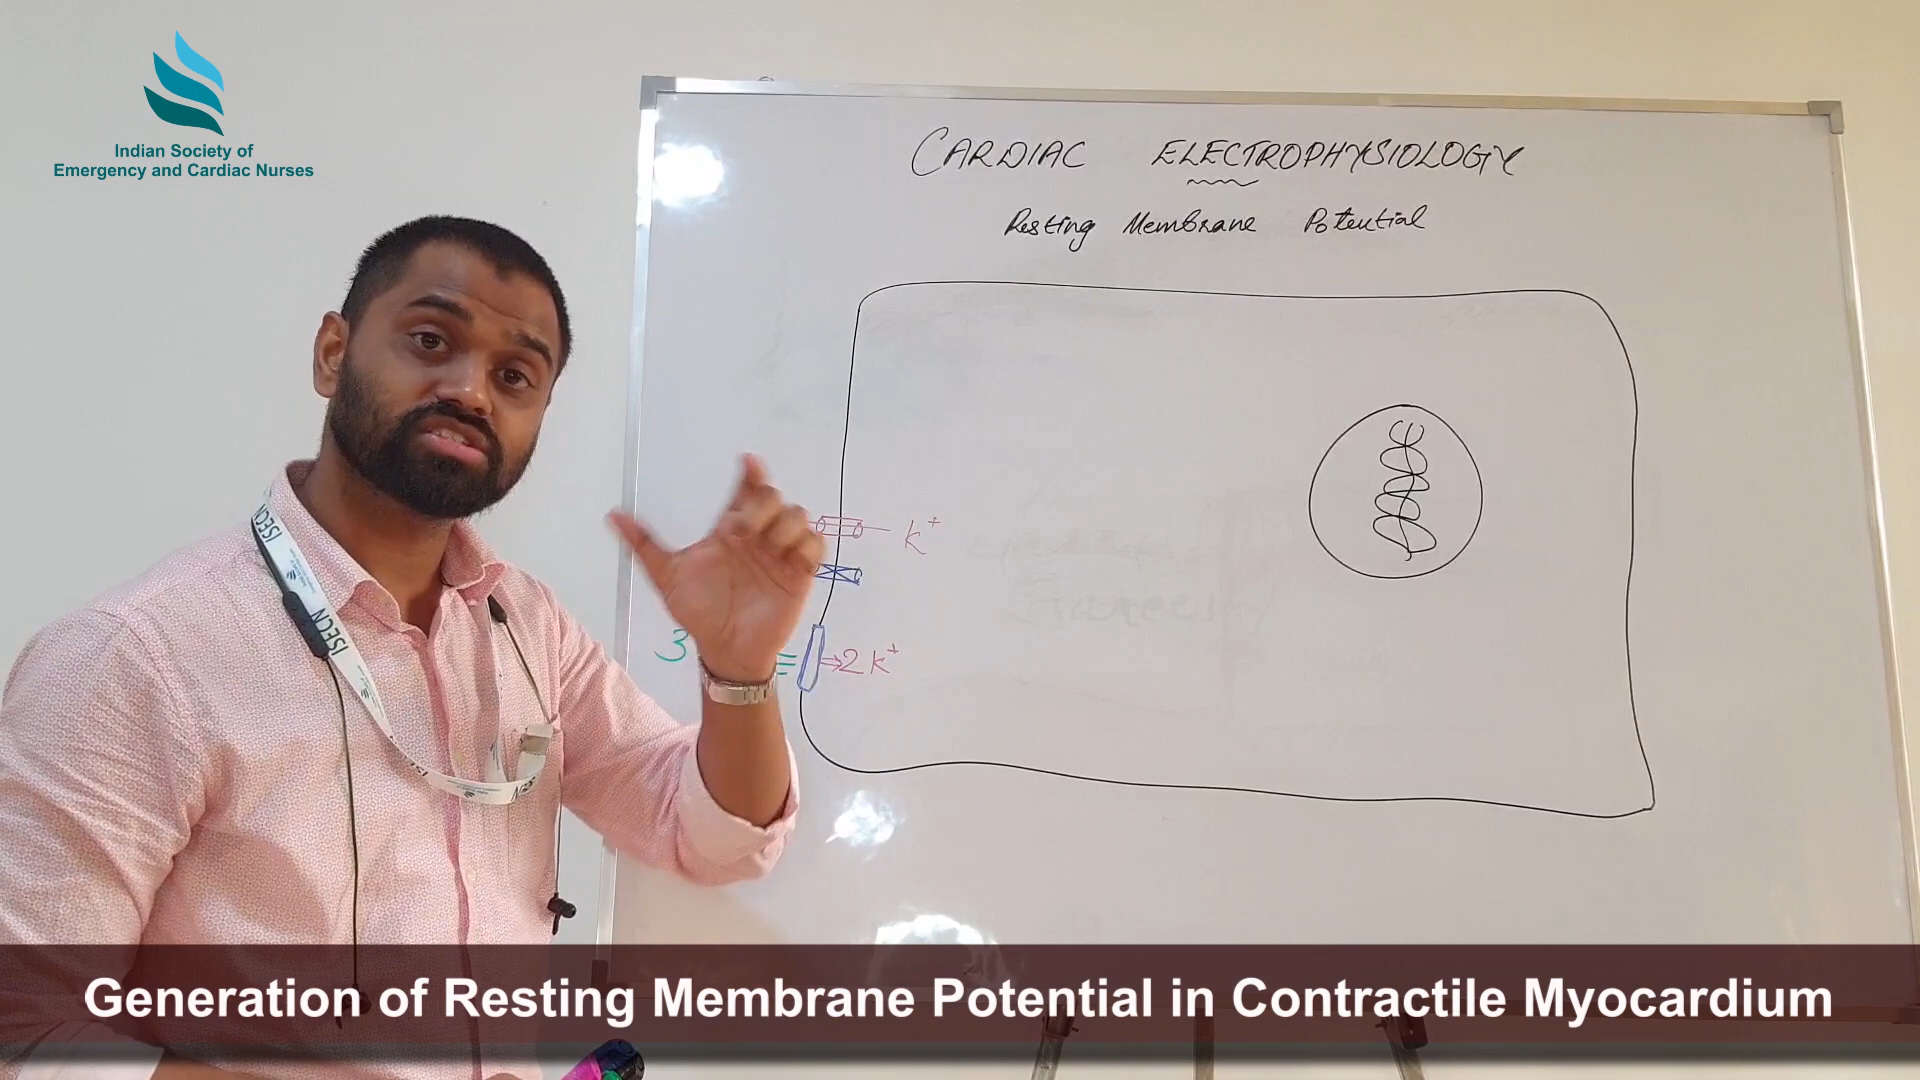 Indian Society of
Emergency and Cardiac Nurses
CARDIAC ELECTROPHYSIOLOGY
Resting Membrane Potential
K⁺
3
2 K⁺
ISECN
ISECN
Generation of Resting Membrane Potential in Contractile Myocardium